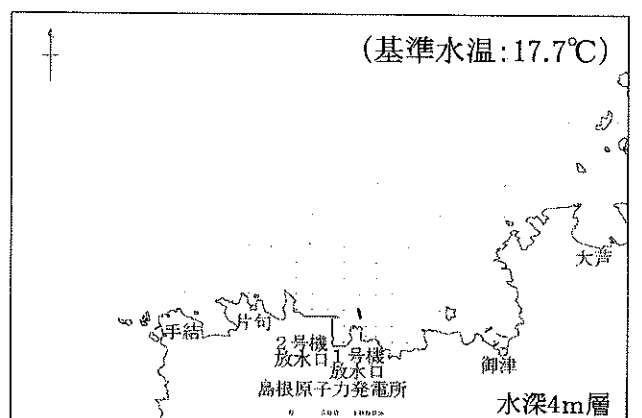 (基準水温:17.7℃)
大芦
手結
片句
2号機
放水口
1号機
放水口
御津
島根原子力発電所
水深4m層